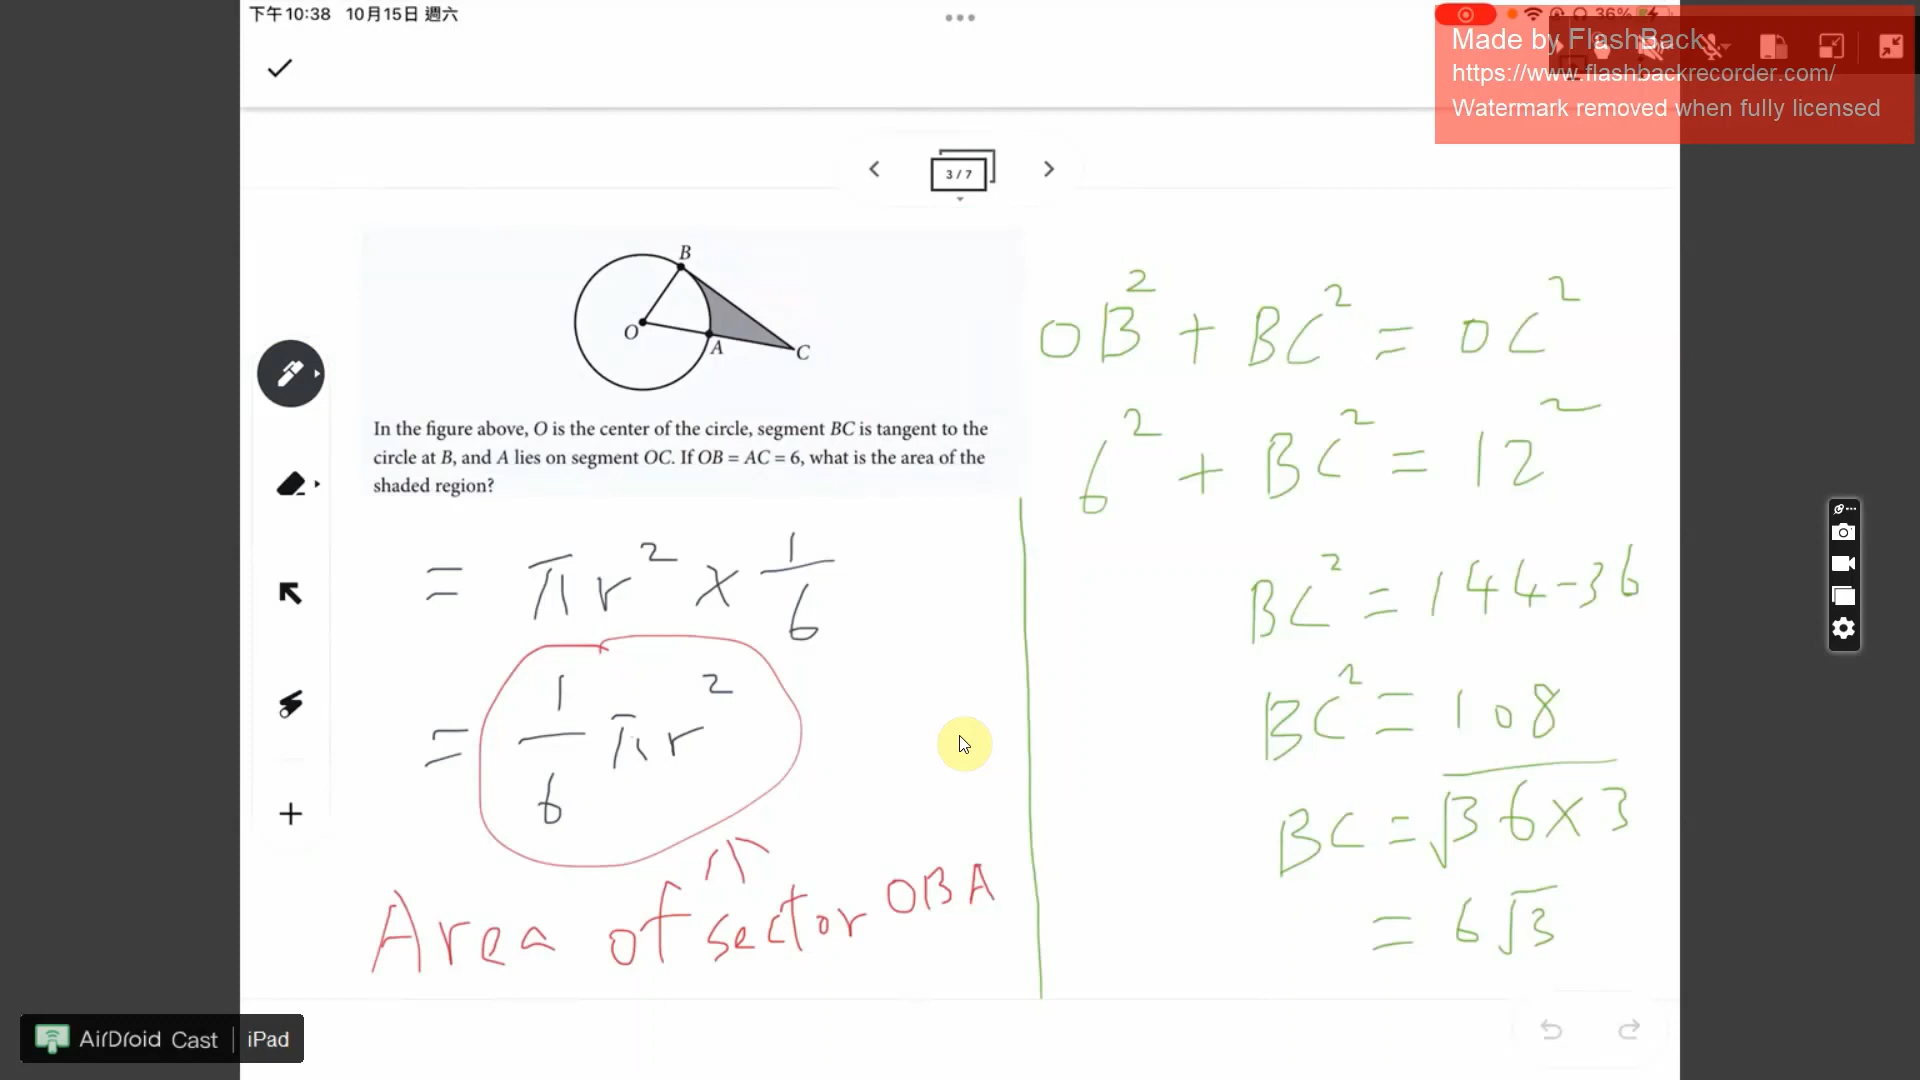 下午10:38 10月15日 週六
36%
Made by FlashBack
https://www.flashbackrecorder.com/
Watermark removed when fully licensed
3 / 7
B
O
A
C
In the figure above, O is the center of the circle, segment BC is tangent to the
circle at B, and A lies on segment OC. If OB = AC = 6, what is the area of the
shaded region?
= πr² × 1/6
= 1/6 πr²
Area of sector OBA
OB² + BC² = OC²
6² + BC² = 12²
BC² = 144-36
BC² = 108
BC = √36×3
= 6√3
AirDroid Cast | iPad